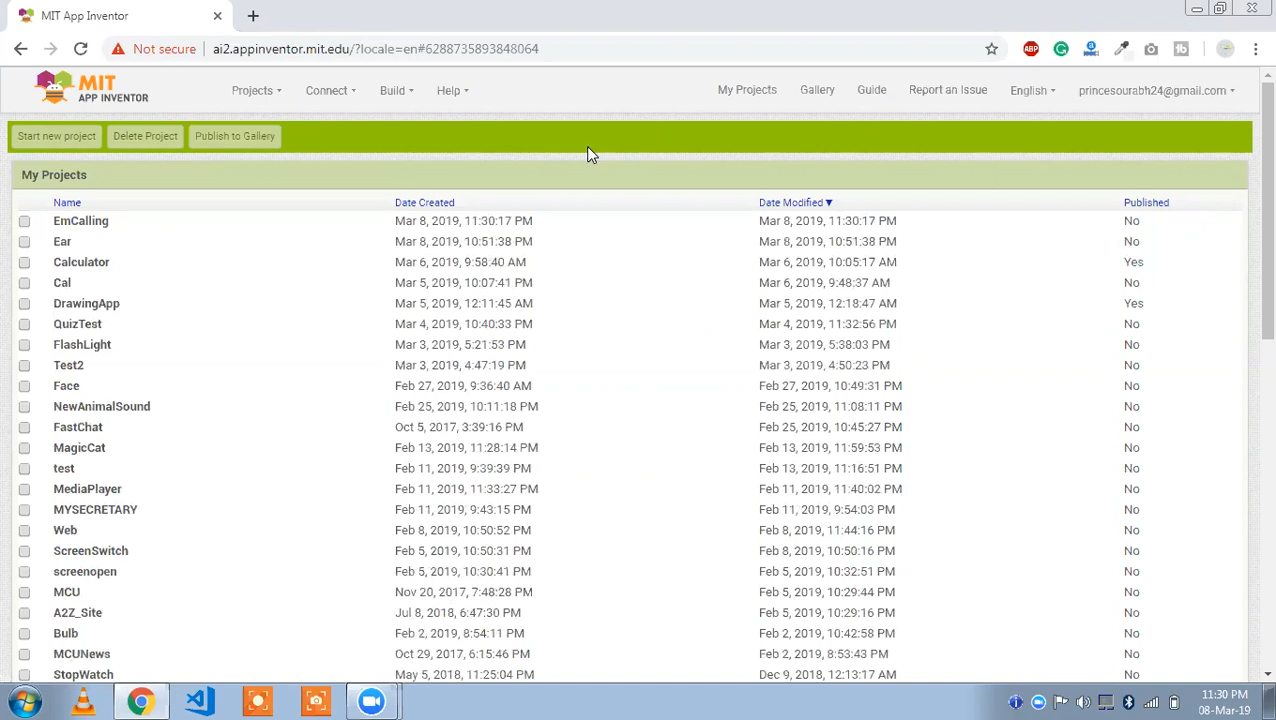 MIT App Inventor
Not secure ai2.appinventor.mit.edu/?locale=en#6288735893848064
ABP
MIT
APP INVENTOR
Projects Connect Build Help My Projects Gallery Guide Report an Issue English princesourabh24@gmail.com
Start new project Delete Project Publish to Gallery
My Projects
Name Date Created Date Modified Published
EmCalling Mar 8, 2019, 11:30:17 PM Mar 8, 2019, 11:30:17 PM No
Ear Mar 8, 2019, 10:51:38 PM Mar 8, 2019, 10:51:38 PM No
Calculator Mar 6, 2019, 9:58:40 AM Mar 6, 2019, 10:05:17 AM Yes
Cal Mar 5, 2019, 10:07:41 PM Mar 6, 2019, 9:48:37 AM No
DrawingApp Mar 5, 2019, 12:11:45 AM Mar 5, 2019, 12:18:47 AM Yes
QuizTest Mar 4, 2019, 10:40:33 PM Mar 4, 2019, 11:32:56 PM No
FlashLight Mar 3, 2019, 5:21:53 PM Mar 3, 2019, 5:38:03 PM No
Test2 Mar 3, 2019, 4:47:19 PM Mar 3, 2019, 4:50:23 PM No
Face Feb 27, 2019, 9:36:40 AM Feb 27, 2019, 10:49:31 PM No
NewAnimalSound Feb 25, 2019, 10:11:18 PM Feb 25, 2019, 11:08:11 PM No
FastChat Oct 5, 2017, 3:39:16 PM Feb 25, 2019, 10:45:27 PM No
MagicCat Feb 13, 2019, 11:28:14 PM Feb 13, 2019, 11:59:53 PM No
test Feb 11, 2019, 9:39:39 PM Feb 13, 2019, 11:16:51 PM No
MediaPlayer Feb 11, 2019, 11:33:27 PM Feb 11, 2019, 11:40:02 PM No
MYSECRETARY Feb 11, 2019, 9:43:15 PM Feb 11, 2019, 9:54:03 PM No
Web Feb 8, 2019, 10:50:52 PM Feb 8, 2019, 11:44:16 PM No
ScreenSwitch Feb 5, 2019, 10:50:31 PM Feb 8, 2019, 10:50:16 PM No
screenopen Feb 5, 2019, 10:30:41 PM Feb 5, 2019, 10:32:51 PM No
MCU Nov 20, 2017, 7:48:28 PM Feb 5, 2019, 10:29:44 PM No
A2Z_Site Jul 8, 2018, 6:47:30 PM Feb 5, 2019, 10:29:16 PM No
Bulb Feb 2, 2019, 8:54:11 PM Feb 2, 2019, 10:42:58 PM No
MCUNews Oct 29, 2017, 6:15:46 PM Feb 2, 2019, 8:53:43 PM No
StopWatch May 5, 2018, 11:25:04 PM Dec 9, 2018, 12:13:17 AM No
11:30 PM
08-Mar-19